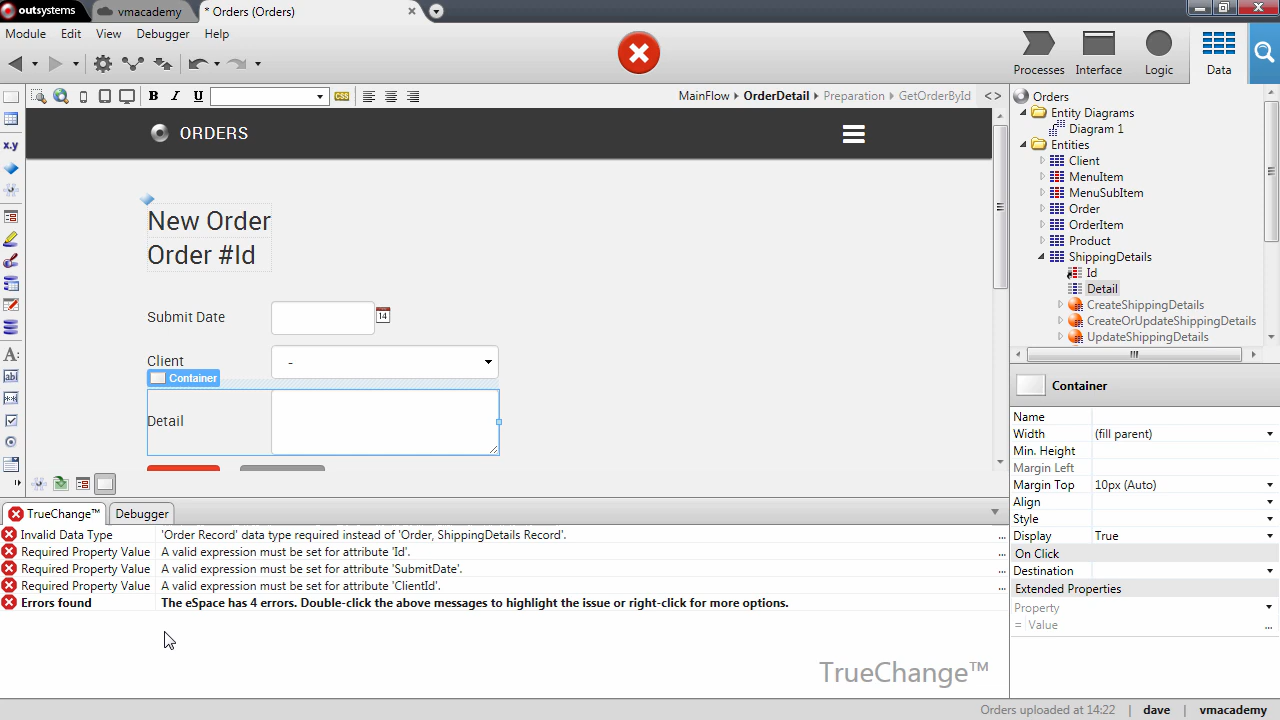 outsystems
vmacademy
* Orders (Orders)
Module Edit View Debugger Help
Processes Interface Logic Data
B I U
CSS
MainFlow OrderDetail Preparation GetOrderById <>
x.y
ORDERS
New Order
Order #Id
Submit Date
14
Client
-
Container
Detail
Orders
Entity Diagrams
Diagram 1
Entities
Client
MenuItem
MenuSubItem
Order
OrderItem
Product
ShippingDetails
Id
Detail
CreateShippingDetails
CreateOrUpdateShippingDetails
UpdateShippingDetails
Container
Name
Width (fill parent)
Min. Height
Margin Left
Margin Top 10px (Auto)
Align
Style
Display True
On Click
Destination
Extended Properties
Property
= Value ...
TrueChange™ Debugger
Invalid Data Type 'Order Record' data type required instead of 'Order, ShippingDetails Record'. ...
Required Property Value A valid expression must be set for attribute 'Id'. ...
Required Property Value A valid expression must be set for attribute 'SubmitDate'. ...
Required Property Value A valid expression must be set for attribute 'ClientId'. ...
Errors found The eSpace has 4 errors. Double-click the above messages to highlight the issue or right-click for more options.
TrueChange™
Orders uploaded at 14:22 | dave | vmacademy